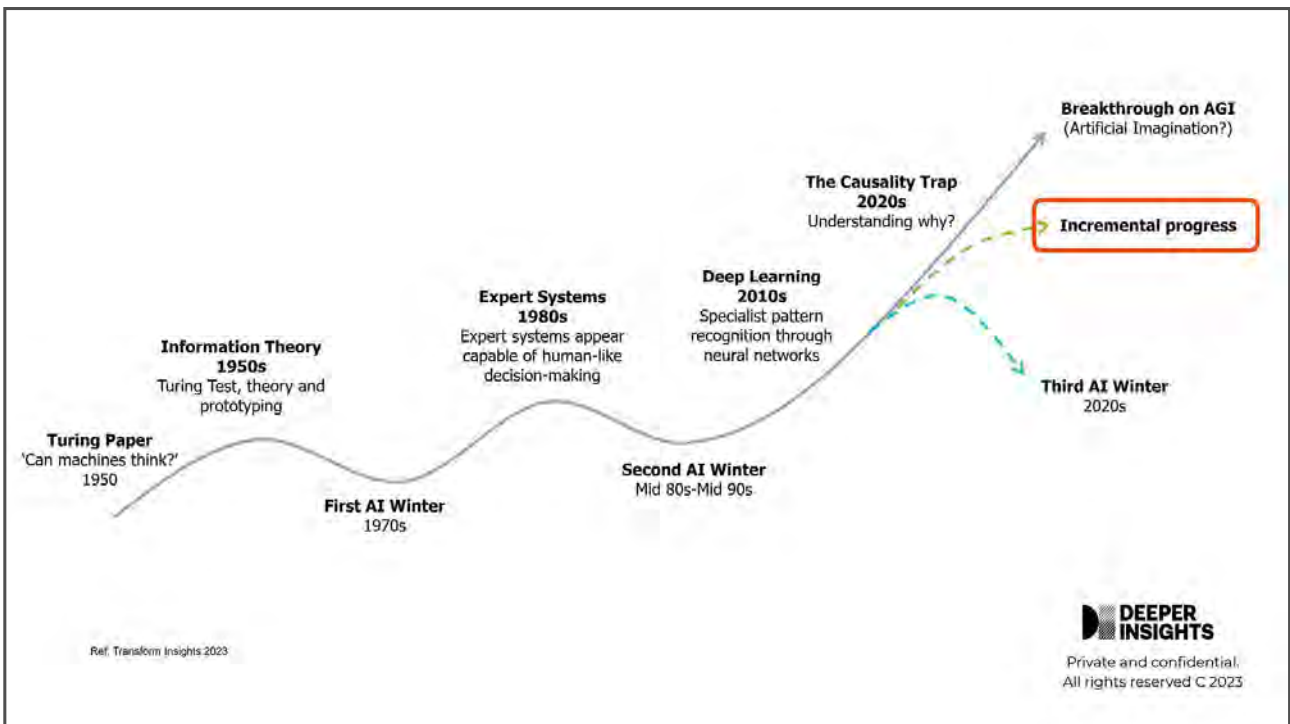 Breakthrough on AGI
(Artificial Imagination?)
The Causality Trap
2020s
Understanding why?
Incremental progress
Deep Learning
2010s
Specialist pattern
recognition through
neural networks
Expert Systems
1980s
Expert systems appear
capable of human-like
decision-making
Information Theory
1950s
Turing Test, theory and
prototyping
Third AI Winter
2020s
Turing Paper
'Can machines think?'
1950
Second AI Winter
Mid 80s-Mid 90s
First AI Winter
1970s
Ref. Transform Insights 2023
DEEPER
INSIGHTS
Private and confidential.
All rights reserved C 2023